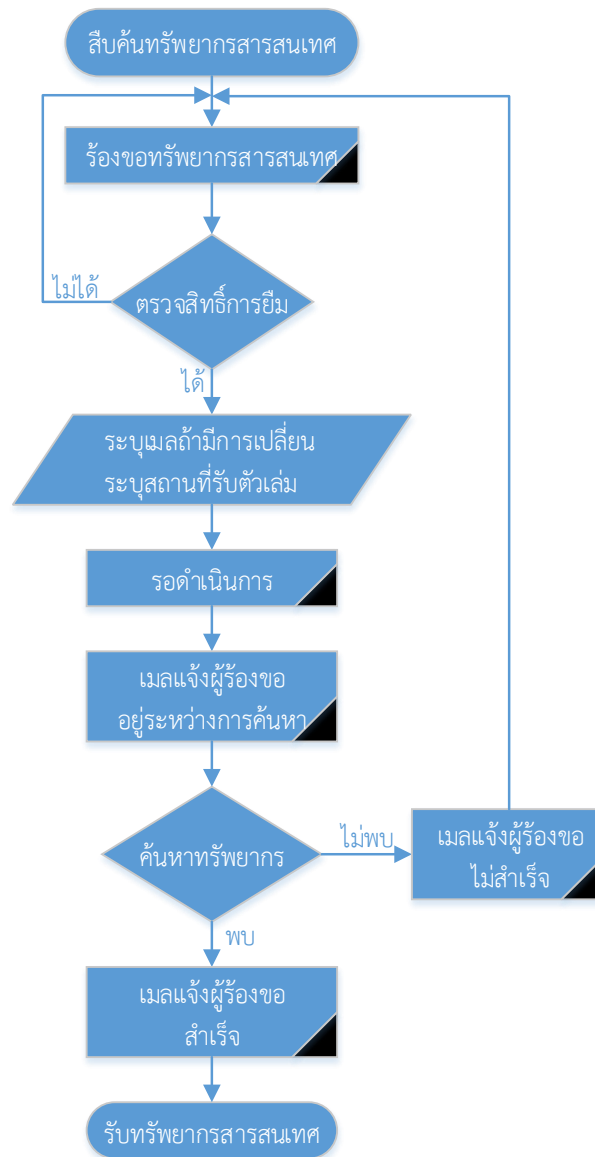 สืบค้นทรัพยากรสารสนเทศ
ร้องขอทรัพยากรสารสนเทศ
ไม่ได้
ตรวจสิทธิ์การยืม
ได้
ระบุเมลถ้ามีการเปลี่ยน
ระบุสถานที่รับตัวเล่ม
รอดำเนินการ
เมลแจ้งผู้ร้องขอ
อยู่ระหว่างการค้นหา
ค้นหาทรัพยากร
ไม่พบ
เมลแจ้งผู้ร้องขอ
ไม่สำเร็จ
พบ
เมลแจ้งผู้ร้องขอ
สำเร็จ
รับทรัพยากรสารสนเทศ